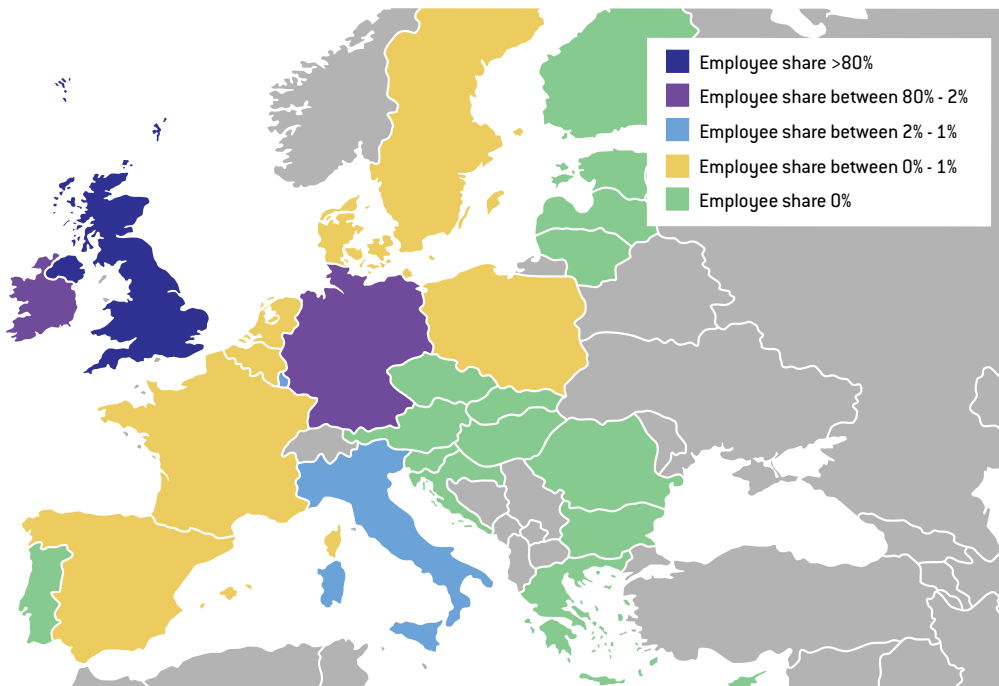 Employee share >80%
Employee share between 80% - 2%
Employee share between 2% - 1%
Employee share between 0% - 1%
Employee share 0%